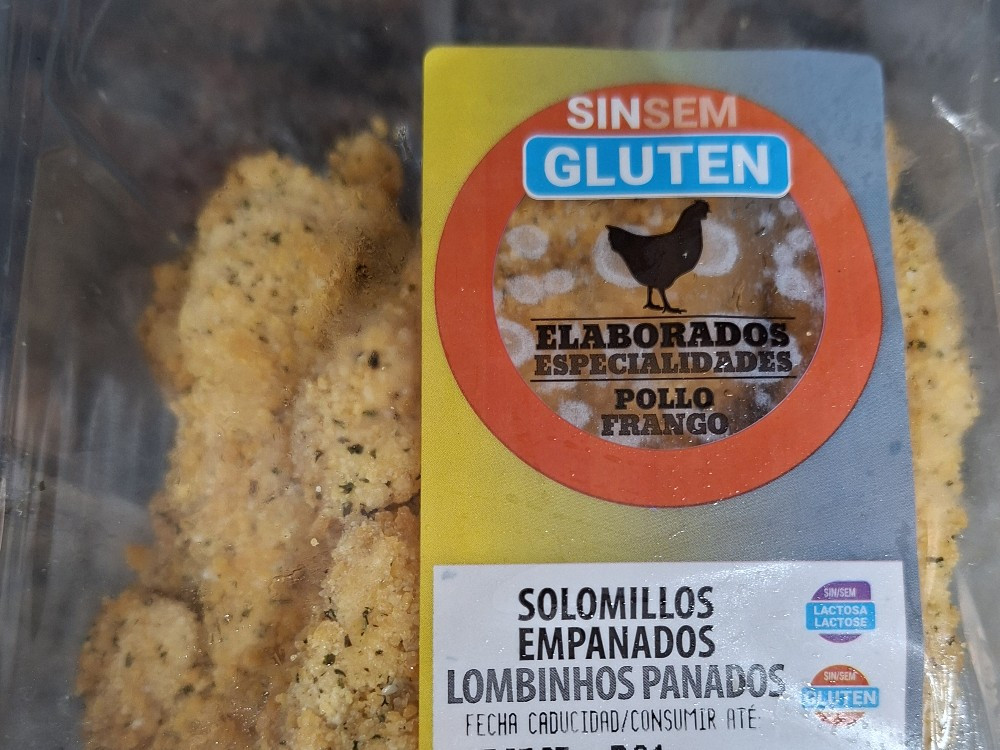 SINSEM
GLUTEN
ELABORADOS
ESPECIALIDADES
POLLO
FRANGO
SOLOMILLOS
EMPANADOS
LOMBINHOS PANADOS
SIN/SEM
LACTOSA
LACTOSE
SIN/SEM
GLUTEN
FECHA CADUCIDAD/CONSUMIR ATÉ: